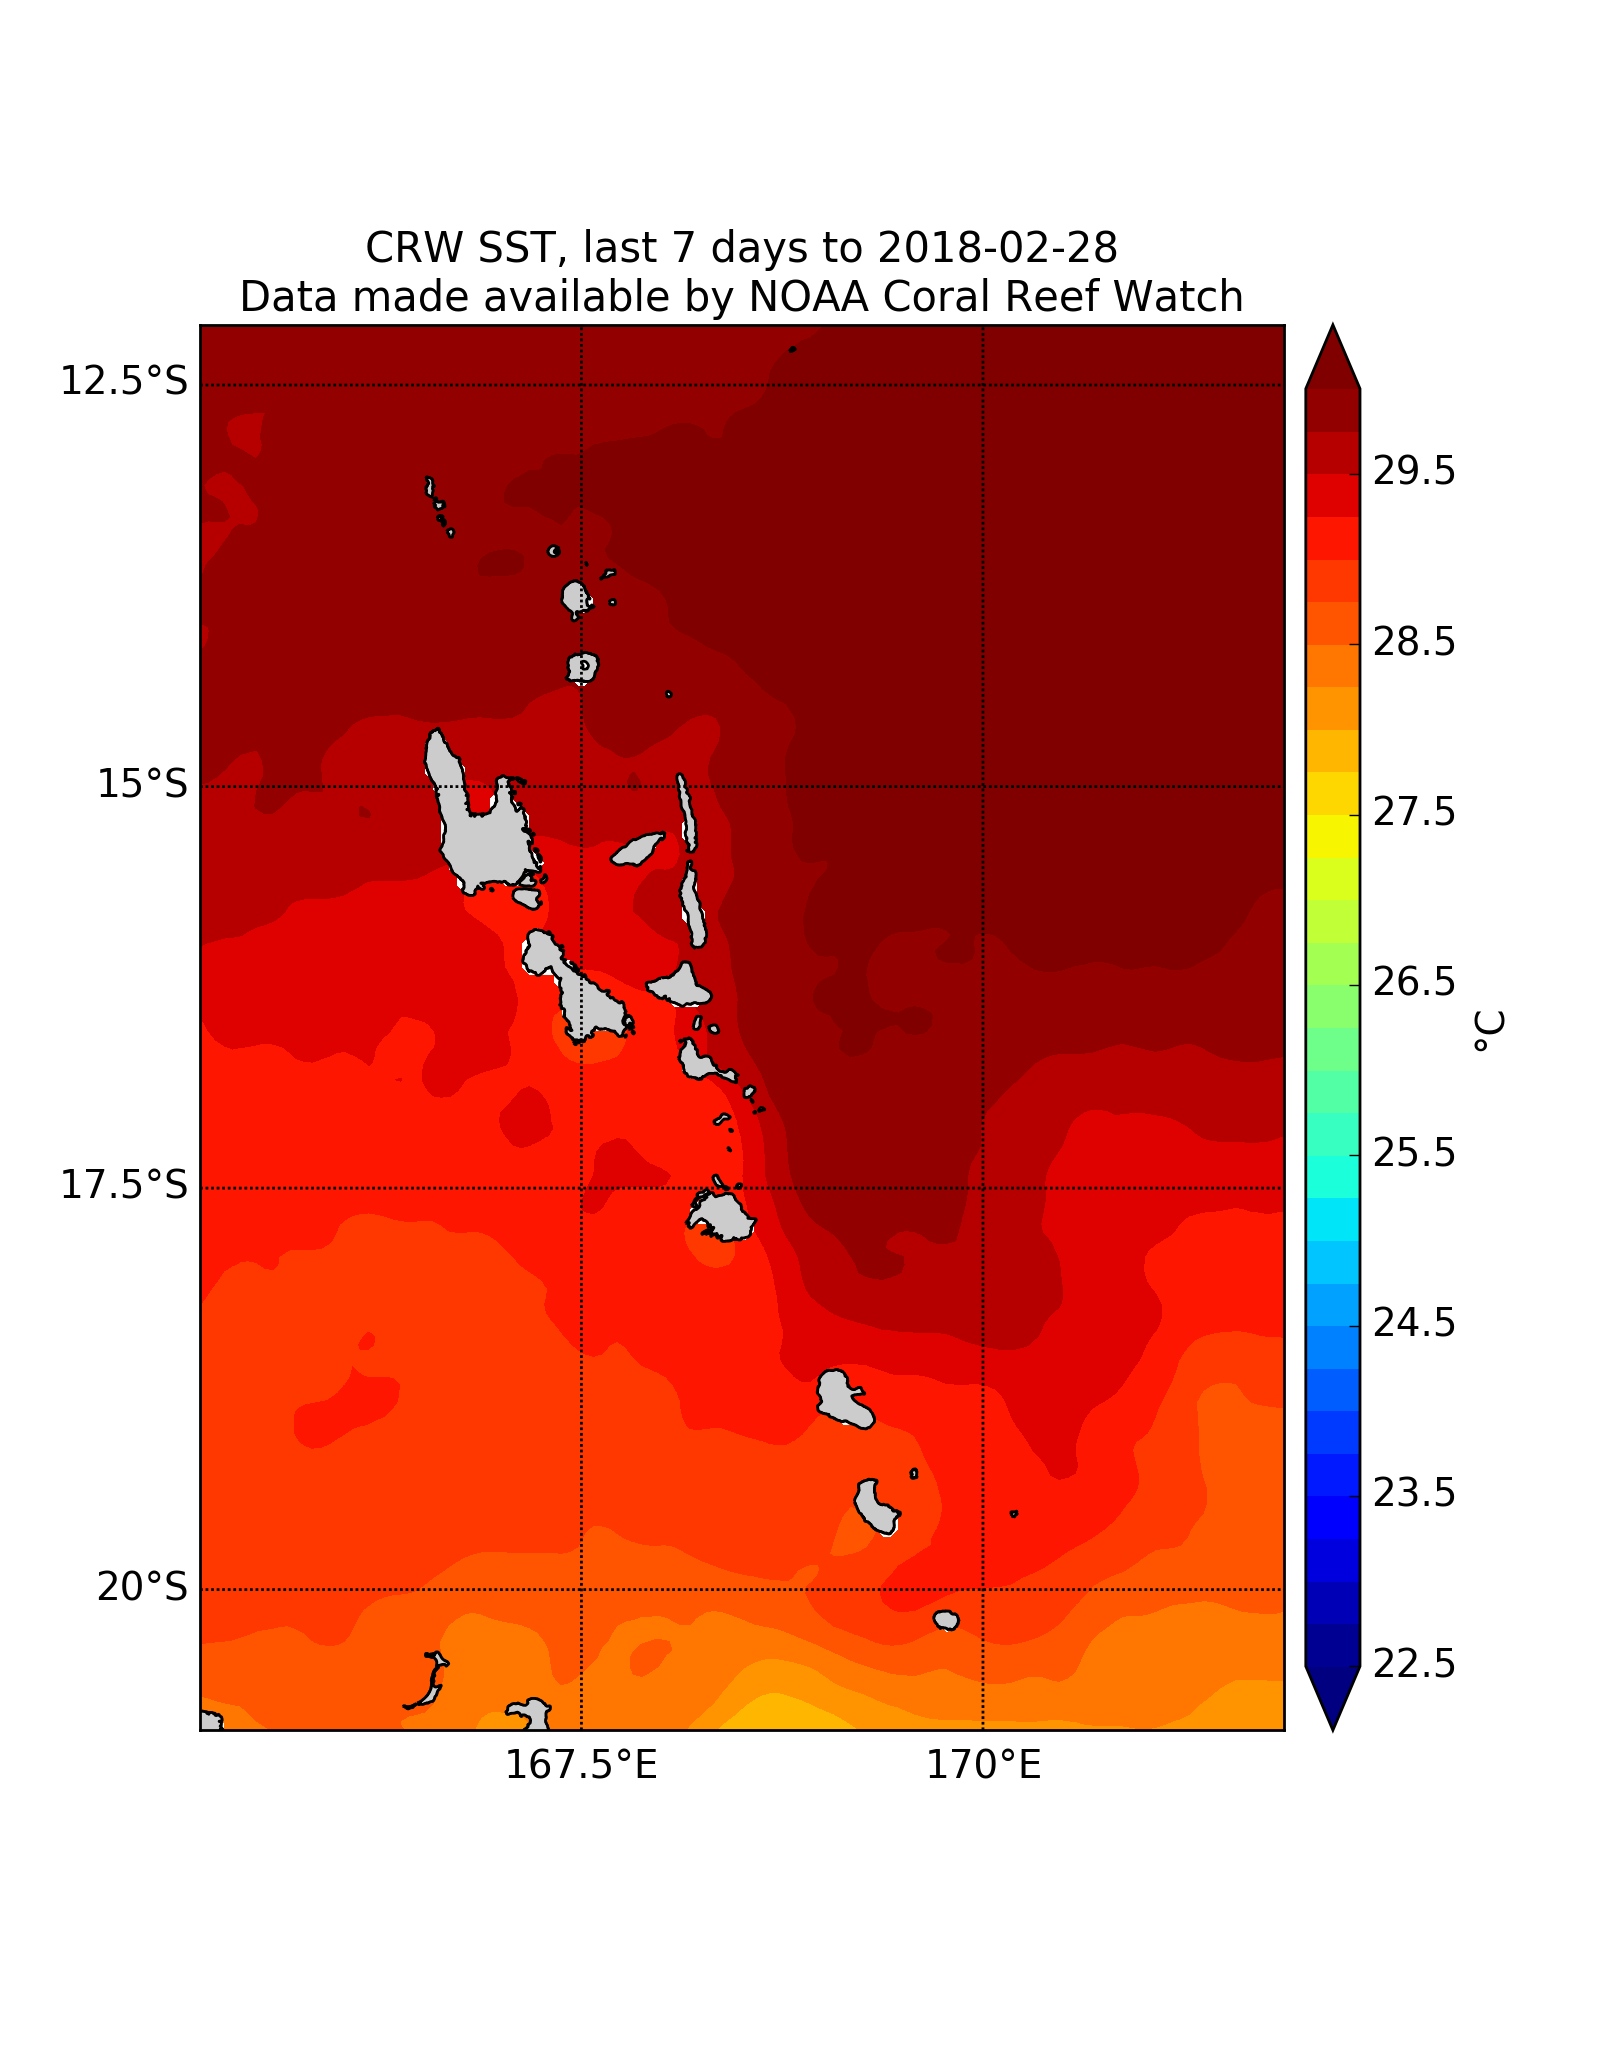 CRW SST, last 7 days to 2018-02-28
Data made available by NOAA Coral Reef Watch
12.5°S
15°S
17.5°S
20°S
167.5°E
170°E
29.5
28.5
27.5
26.5
25.5
24.5
23.5
22.5
°C